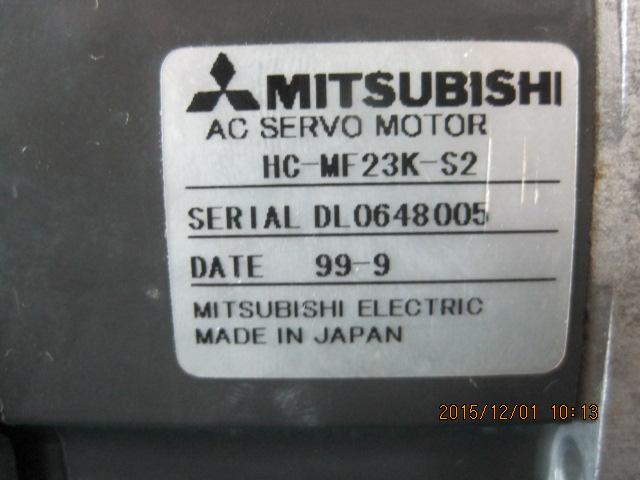 MITSUBISHI
AC SERVO MOTOR
HC-MF23K-S2
SERIAL DL0648005
DATE 99-9
MITSUBISHI ELECTRIC
MADE IN JAPAN
2015/12/01 10:13